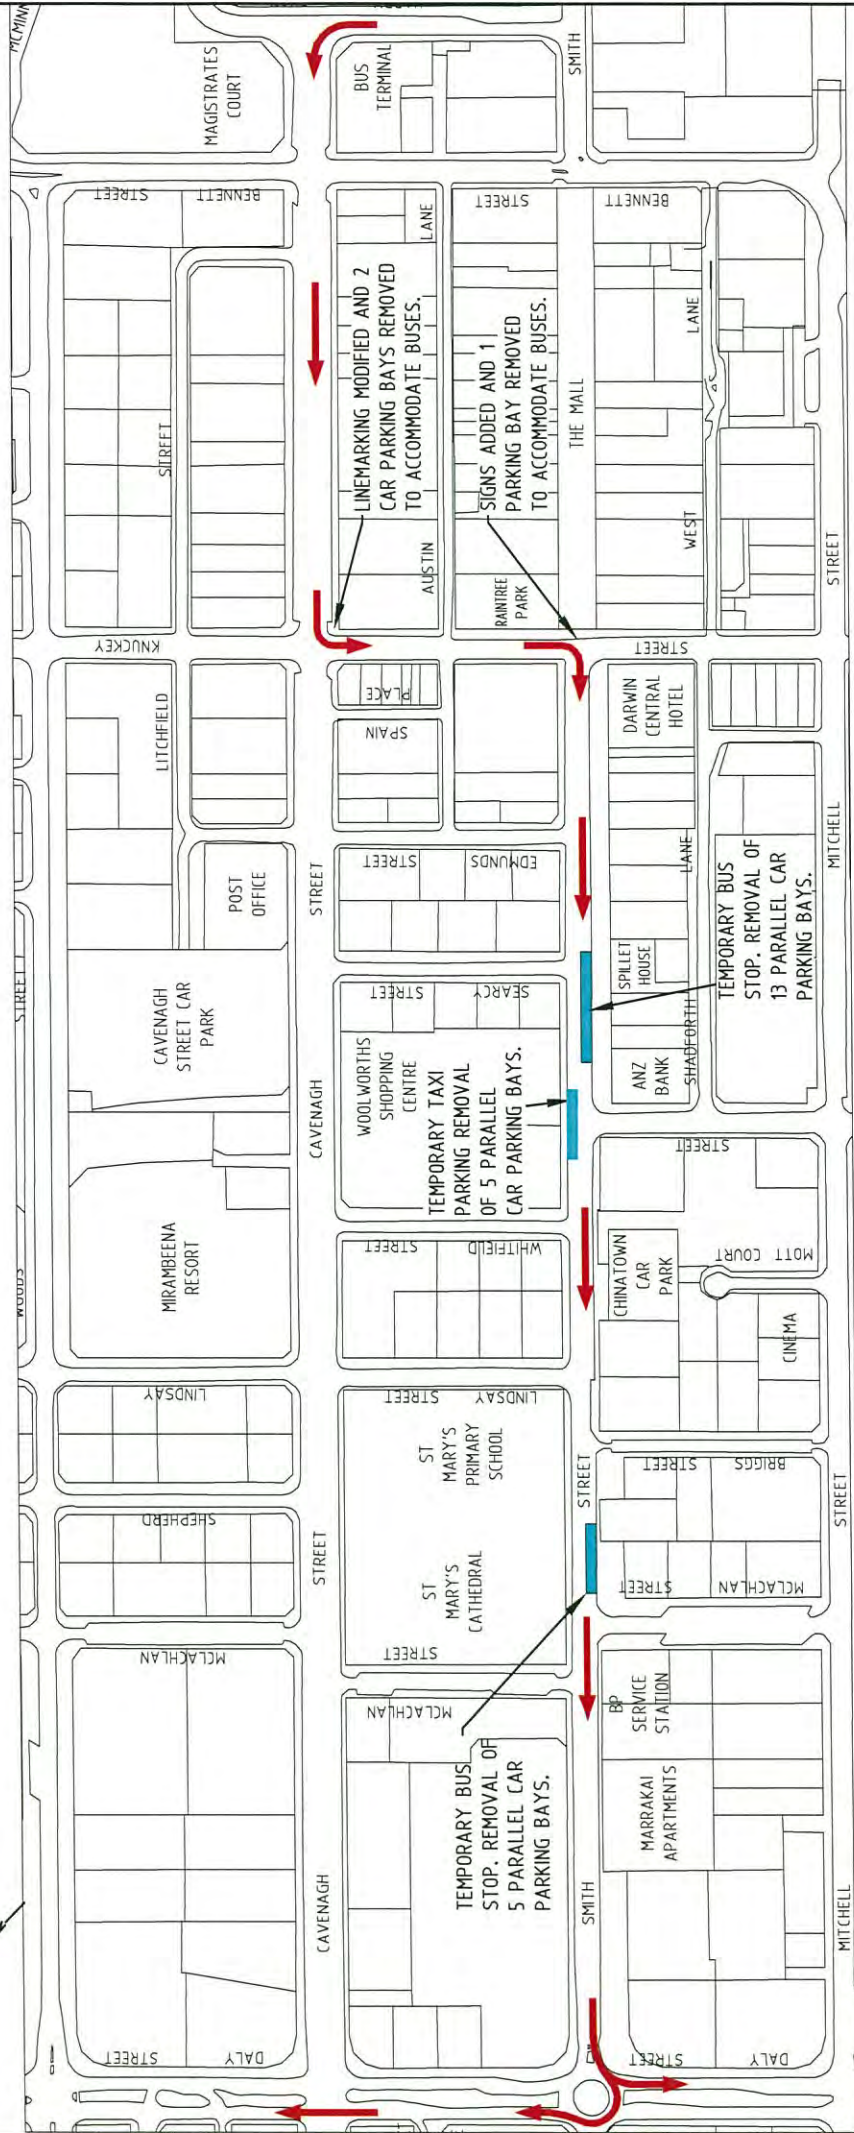 MCMINN
HARRY
MAGISTRATES
COURT
BUS
TERMINAL
SMITH
STREET
BENNETT
LANE
STREET
BENNETT
LANE
LINEMARKING MODIFIED AND 2
CAR PARKING BAYS REMOVED
TO ACCOMMODATE BUSES.
SIGNS ADDED AND 1
PARKING BAY REMOVED
TO ACCOMMODATE BUSES.
THE MALL
STREET
AUSTIN
RAINTREE
PARK
WEST
STREET
KNUCKEY
STREET
LITCHFIELD
PLACE
SPAIN
DARWIN
CENTRAL
HOTEL
MITCHELL
POST
OFFICE
STREET
STREET
EDMUNDS
LANE
TEMPORARY BUS
STOP. REMOVAL OF
13 PARALLEL CAR
PARKING BAYS.
STREET
CAVENAGH
STREET CAR
PARK
STREET
SEARCY
SPILLET
HOUSE
WOOLWORTHS
SHOPPING
CENTRE
TEMPORARY TAXI
PARKING REMOVAL
OF 5 PARALLEL
CAR PARKING BAYS.
ANZ
BANK
SHADFORTH
CAVENAGH
STREET
WOODS
MIRAMBEENA
RESORT
STREET
WHITFIELD
CHINATOWN
CAR
PARK
MOTT COURT
CINEMA
LINDSAY
STREET
LINDSAY
ST
MARY'S
PRIMARY
SCHOOL
STREET
STREET
BRIGGS
STREET
SHEPHERD
STREET
ST
MARY'S
CATHEDRAL
STREET
MCLACHLAN
MCLACHLAN
STREET
MCLACHLAN
BP
SERVICE
STATION
TEMPORARY BUS
STOP. REMOVAL OF
5 PARALLEL CAR
PARKING BAYS.
MARRAKAI
APARTMENTS
CAVENAGH
SMITH
MITCHELL
STREET
DALY
STREET
DALY